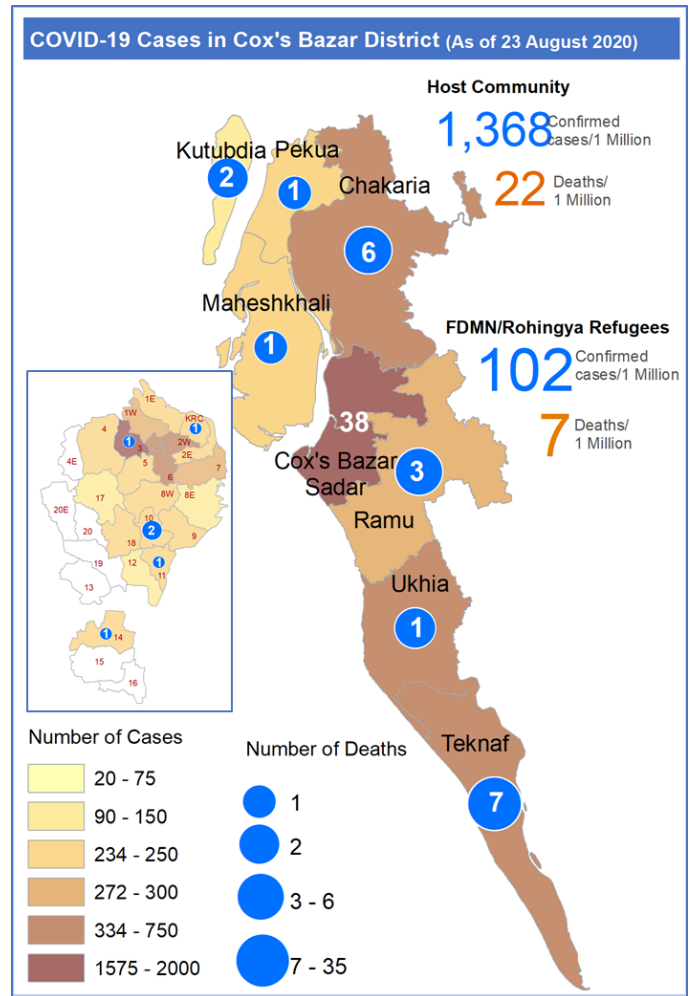 COVID-19 Cases in Cox's Bazar District (As of 23 August 2020)
Host Community
1,368 Confirmed cases/1 Million
22 Deaths/ 1 Million
Kutubdia
2
Pekua
1
Chakaria
6
Maheshkhali
1
FDMN/Rohingya Refugees
102 Confirmed cases/1 Million
7 Deaths/ 1 Million
38
Cox's Bazar
Sadar
3
Ramu
Ukhia
1
Teknaf
7
1E
1W
KRC
1
4
1
3
2W
2E
4E
5
6
7
17
8W
8E
20E
20
10
2
18
9
19
12
1
11
13
1
14
15
16
Number of Cases
20 - 75
90 - 150
234 - 250
272 - 300
334 - 750
1575 - 2000
Number of Deaths
1
2
3 - 6
7 - 35